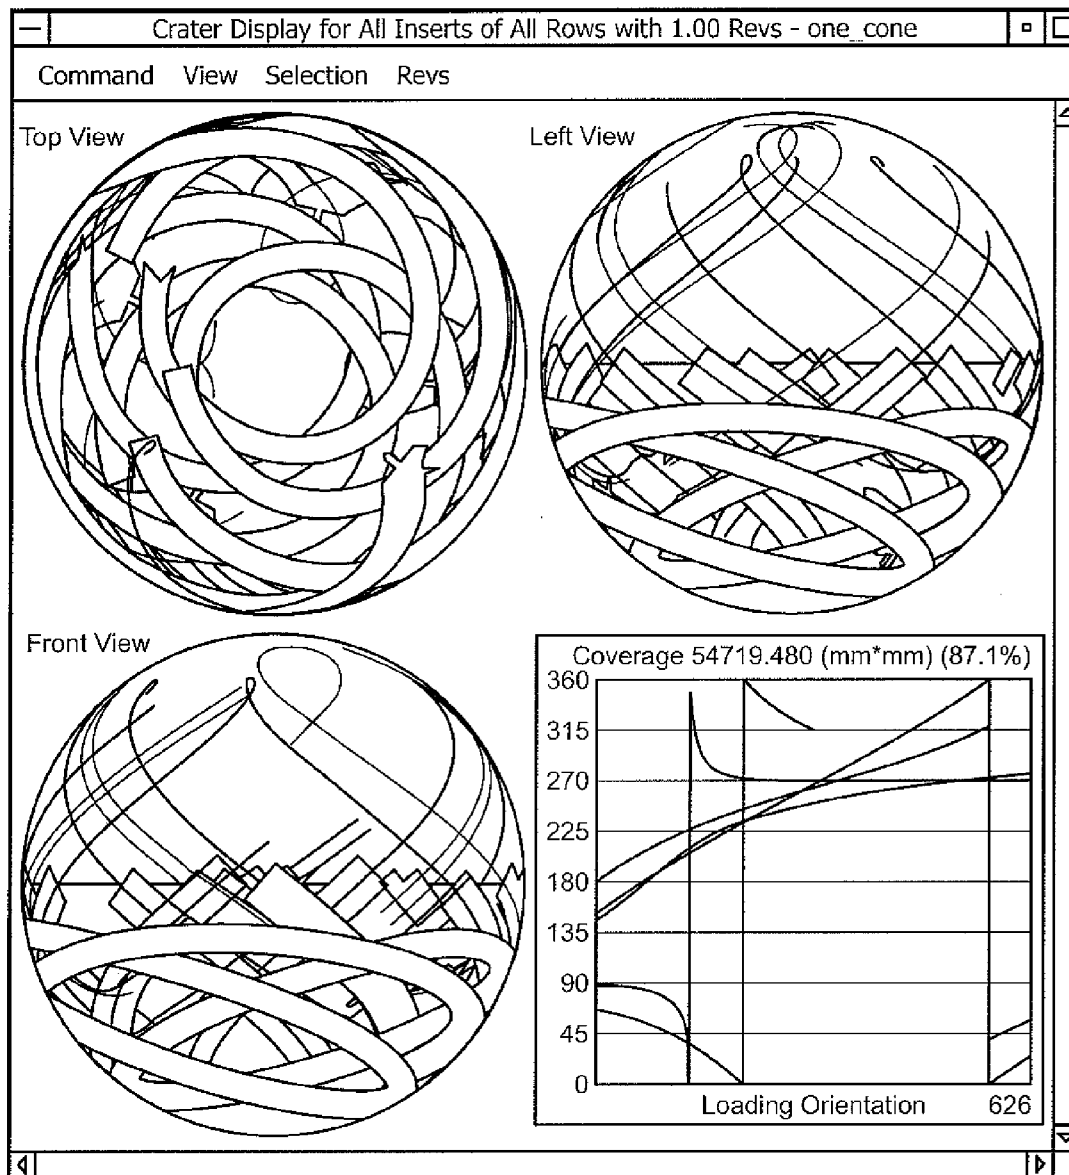 Crater Display for All Inserts of All Rows with 1.00 Revs - one_cone
Command View Selection Revs
Top View
Left View
Front View
Coverage 54719.480 (mm*mm) (87.1%)
360
315
270
225
180
135
90
45
0
Loading Orientation 626